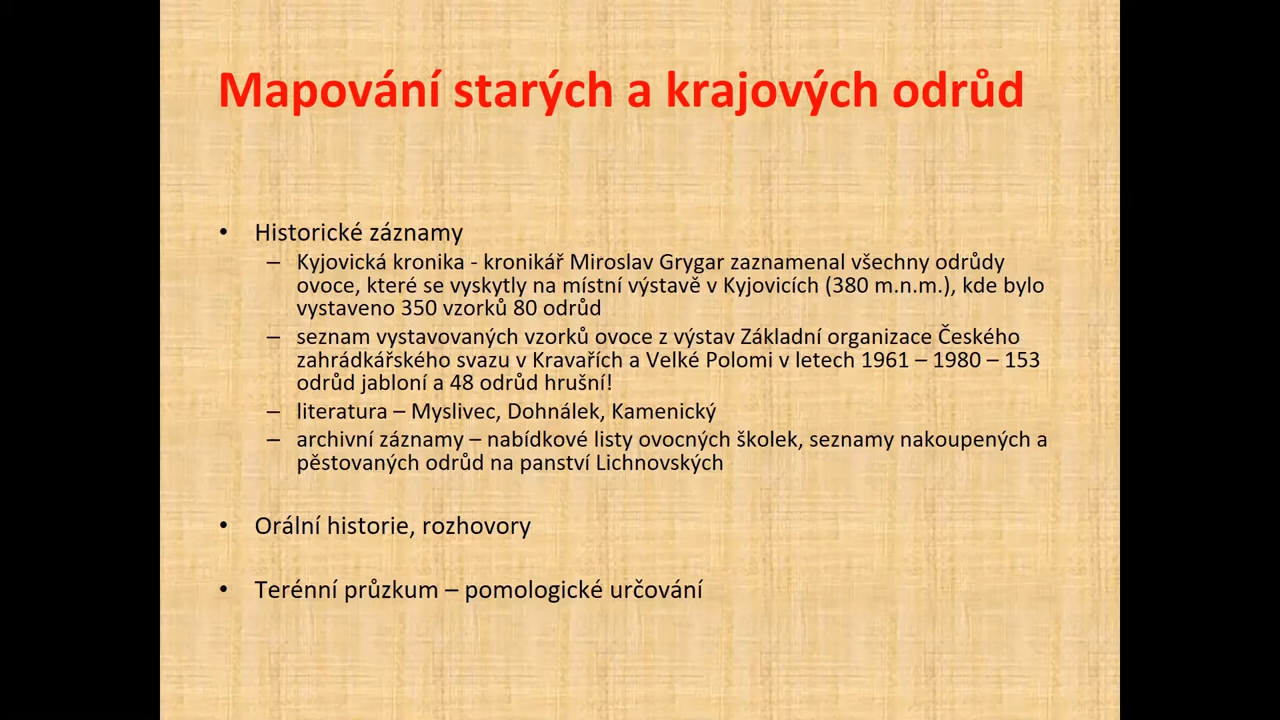 Mapování starých a krajových odrůd
• Historické záznamy
– Kyjovická kronika - kronikář Miroslav Grygar zaznamenal všechny odrůdy
ovoce, které se vyskytly na místní výstavě v Kyjovicích (380 m.n.m.), kde bylo
vystaveno 350 vzorků 80 odrůd
– seznam vystavovaných vzorků ovoce z výstav Základní organizace Českého
zahrádkářského svazu v Kravařích a Velké Polomi v letech 1961 – 1980 – 153
odrůd jabloní a 48 odrůd hrušní!
– literatura – Myslivec, Dohnálek, Kamenický
– archivní záznamy – nabídkové listy ovocných školek, seznamy nakoupených a
pěstovaných odrůd na panství Lichnovských
• Orální historie, rozhovory
• Terénní průzkum – pomologické určování